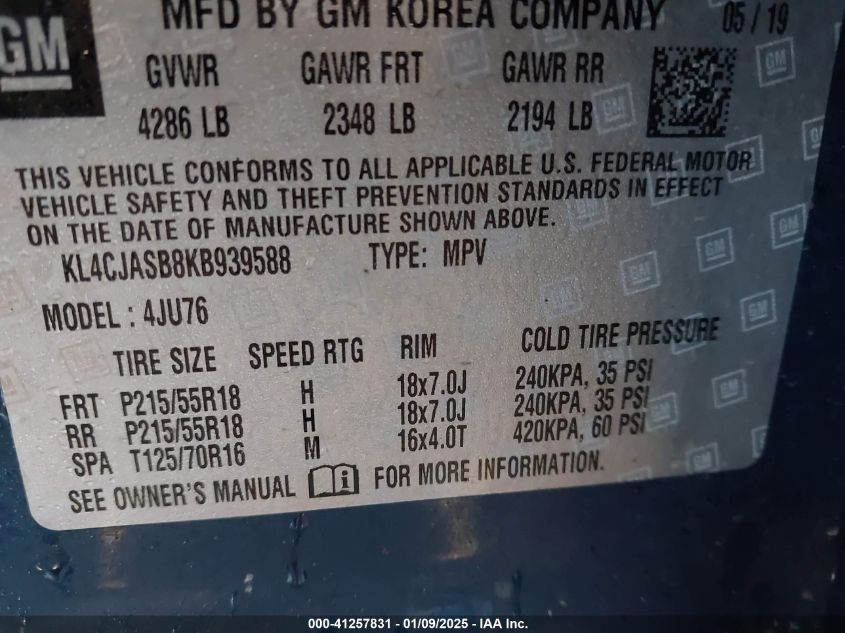 GM
MFD BY GM KOREA COMPANY 05/19
GVWR GAWR FRT GAWR RR
4286 LB 2348 LB 2194 LB
THIS VEHICLE CONFORMS TO ALL APPLICABLE U.S. FEDERAL MOTOR
VEHICLE SAFETY AND THEFT PREVENTION STANDARDS IN EFFECT
ON THE DATE OF MANUFACTURE SHOWN ABOVE.
KL4CJASB8KB939588 TYPE: MPV
MODEL: 4JU76
TIRE SIZE SPEED RTG RIM COLD TIRE PRESSURE
FRT P215/55R18 H 18x7.0J 240KPA, 35 PSI
RR P215/55R18 H 18x7.0J 240KPA, 35 PSI
SPA T125/70R16 M 16x4.0T 420KPA, 60 PSI
SEE OWNER'S MANUAL FOR MORE INFORMATION.
000-41257831 - 01/09/2025 - IAA Inc.